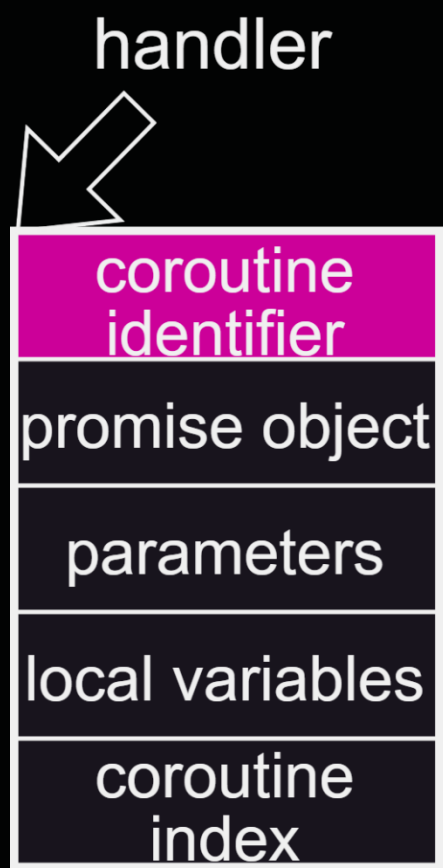 handler
coroutine
identifier
promise object
parameters
local variables
coroutine
index